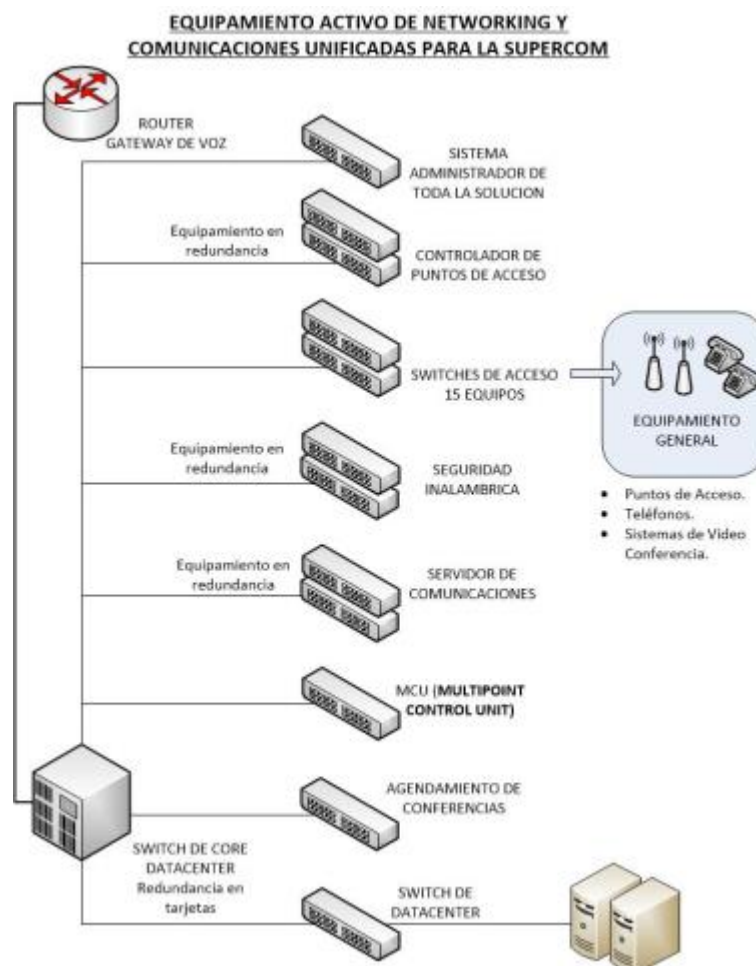 EQUIPAMIENTO ACTIVO DE NETWORKING Y
COMUNICACIONES UNIFICADAS PARA LA SUPERCOM
ROUTER
GATEWAY DE VOZ
SISTEMA
ADMINISTRADOR DE
TODA LA SOLUCION
Equipamiento en
redundancia
CONTROLADOR DE
PUNTOS DE ACCESO
SWITCHES DE ACCESO
15 EQUIPOS
EQUIPAMIENTO
GENERAL
• Puntos de Acceso.
• Teléfonos.
• Sistemas de Video
Conferencia.
Equipamiento en
redundancia
SEGURIDAD
INALAMBRICA
Equipamiento en
redundancia
SERVIDOR DE
COMUNICACIONES
MCU (MULTIPOINT
CONTROL UNIT)
AGENDAMIENTO DE
CONFERENCIAS
SWITCH DE CORE
DATACENTER
Redundancia en
tarjetas
SWITCH DE
DATACENTER